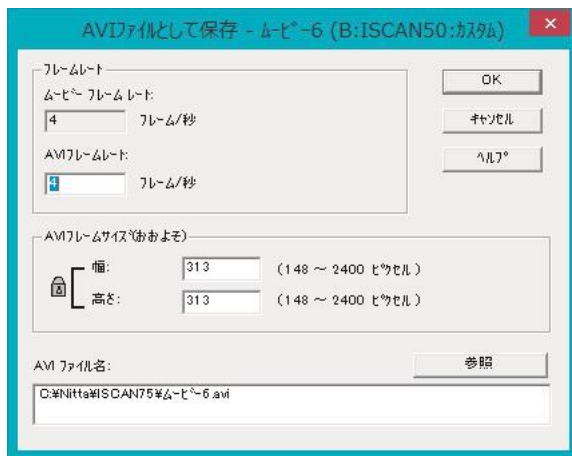 AVIファイルとして保存 - ムービー6 (B:ISCAN50:カスタム)
フレームレート
ムービー フレーム レート:
4 フレーム/秒
AVIフレームレート:
4 フレーム/秒
OK
キャンセル
ヘルプ
AVIフレームサイズ(おおよそ)
幅: 313 (148 ～ 2400 ピクセル)
高さ: 313 (148 ～ 2400 ピクセル)
AVI ファイル名:
参照
C:¥Nitta¥ISCAN75¥ムービー6.avi